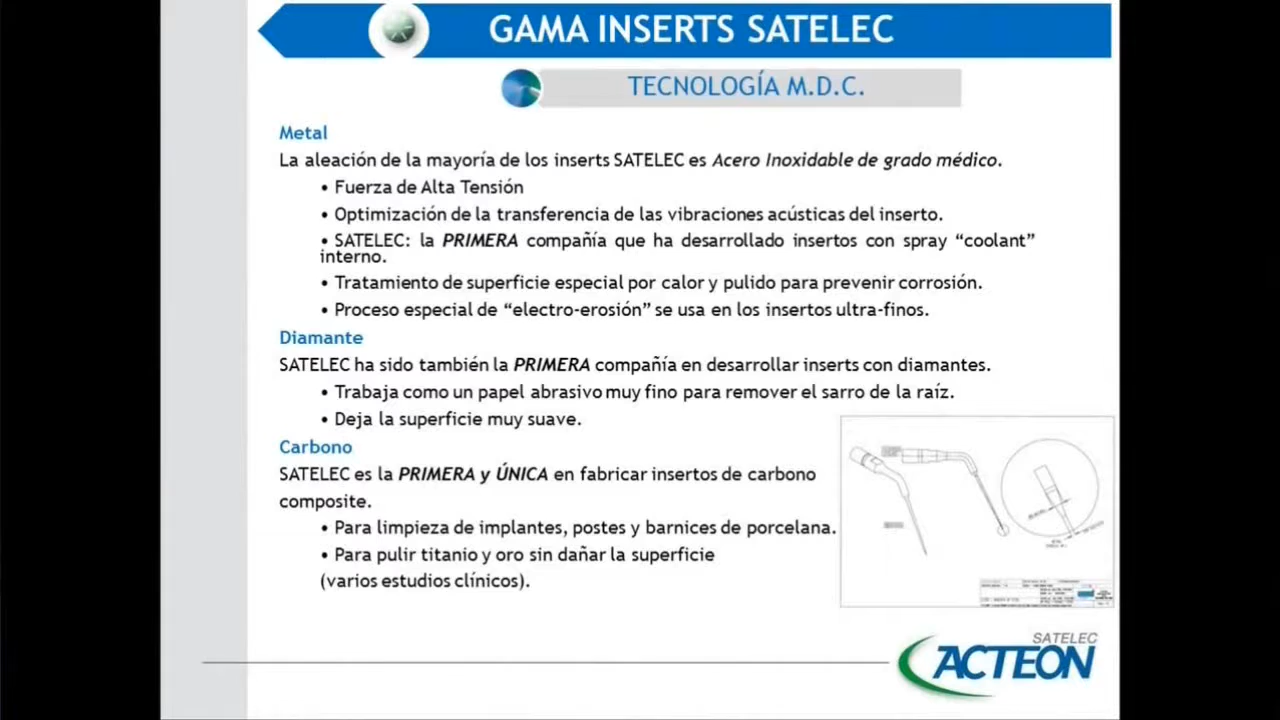 GAMA INSERTS SATELEC
TECNOLOGÍA M.D.C.
Metal
La aleación de la mayoría de los inserts SATELEC es Acero Inoxidable de grado médico.
• Fuerza de Alta Tensión
• Optimización de la transferencia de las vibraciones acústicas del inserto.
• SATELEC: la PRIMERA compañía que ha desarrollado insertos con spray “coolant”
interno.
• Tratamiento de superficie especial por calor y pulido para prevenir corrosión.
• Proceso especial de “electro-erosión” se usa en los insertos ultra-finos.
Diamante
SATELEC ha sido también la PRIMERA compañía en desarrollar inserts con diamantes.
• Trabaja como un papel abrasivo muy fino para remover el sarro de la raíz.
• Deja la superficie muy suave.
Carbono
SATELEC es la PRIMERA y ÚNICA en fabricar insertos de carbono
composite.
• Para limpieza de implantes, postes y barnices de porcelana.
• Para pulir titanio y oro sin dañar la superficie
(varios estudios clínicos).
SATELEC
ACTEON